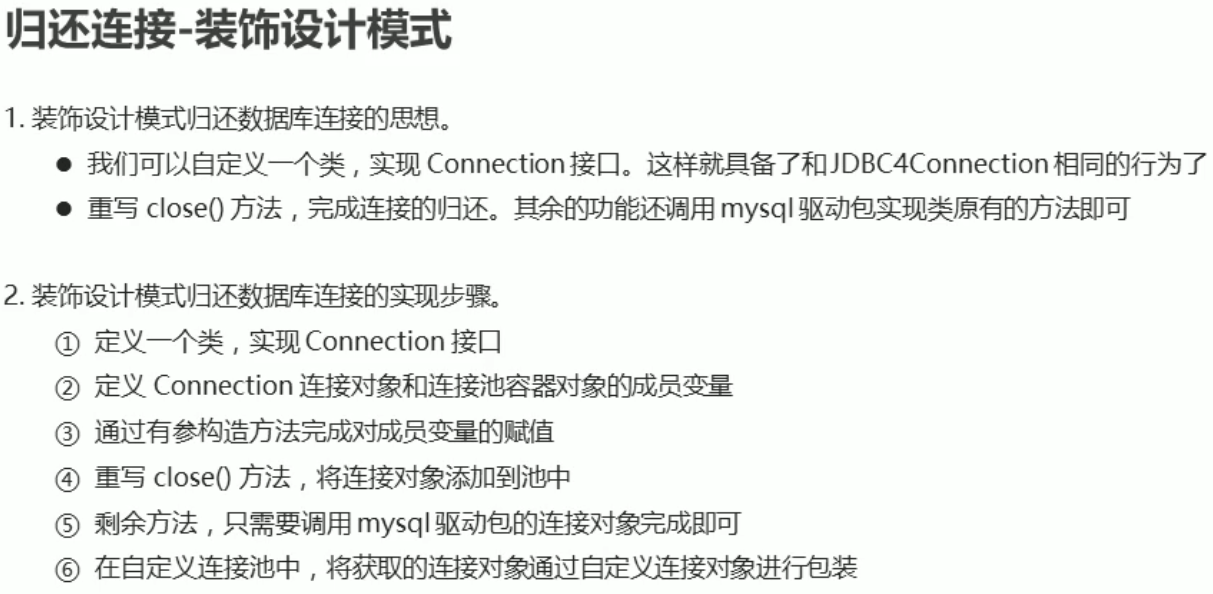 归还连接-装饰设计模式
1. 装饰设计模式归还数据库连接的思想。
● 我们可以自定义一个类，实现 Connection 接口。这样就具备了和 JDBC4Connection 相同的行为了
● 重写 close() 方法，完成连接的归还。其余的功能还调用 mysql 驱动包实现类原有的方法即可
2. 装饰设计模式归还数据库连接的实现步骤。
① 定义一个类，实现 Connection 接口
② 定义 Connection 连接对象和连接池容器对象的成员变量
③ 通过有参构造方法完成对成员变量的赋值
④ 重写 close() 方法，将连接对象添加到池中
⑤ 剩余方法，只需要调用 mysql 驱动包的连接对象完成即可
⑥ 在自定义连接池中，将获取的连接对象通过自定义连接对象进行包装